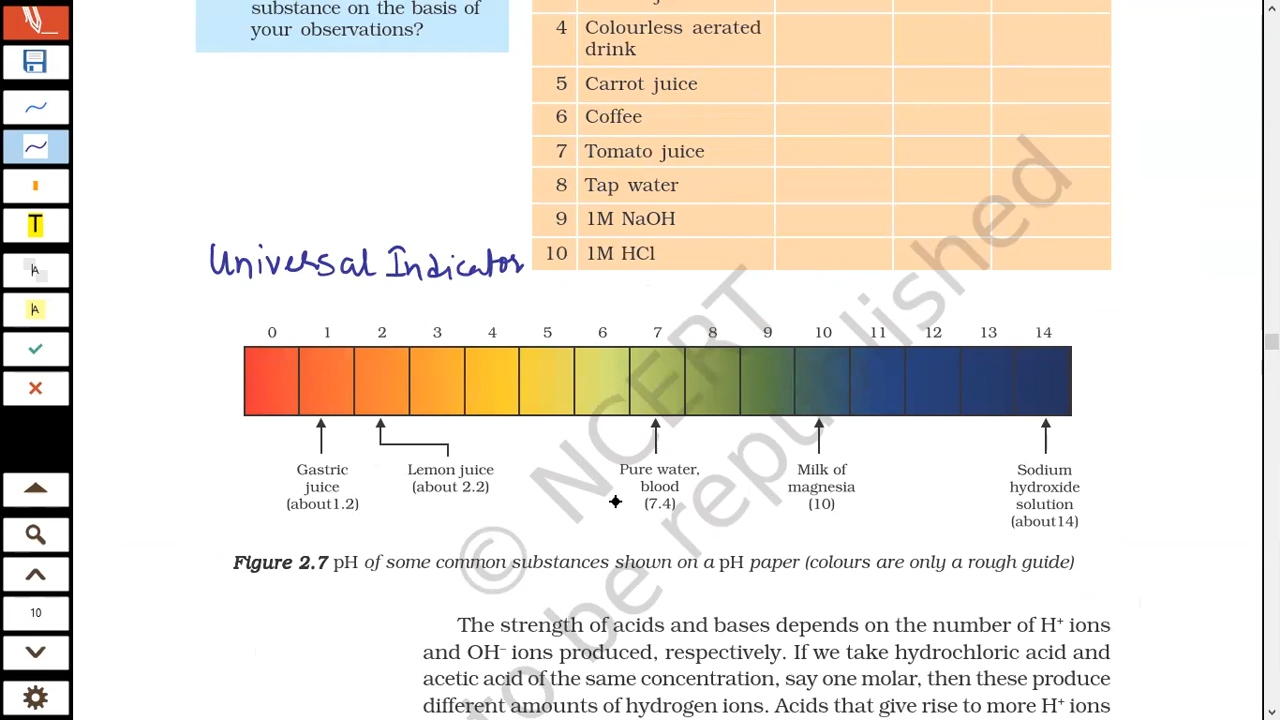 substance on the basis of
your observations?
4 Colourless aerated
drink
5 Carrot juice
6 Coffee
7 Tomato juice
8 Tap water
9 1M NaOH
10 1M HCl
Universal Indicator
0 1 2 3 4 5 6 7 8 9 10 11 12 13 14
Gastric
juice
(about1.2)
Lemon juice
(about 2.2)
Pure water,
blood
(7.4)
Milk of
magnesia
(10)
Sodium
hydroxide
solution
(about14)
Figure 2.7 pH of some common substances shown on a pH paper (colours are only a rough guide)
The strength of acids and bases depends on the number of H⁺ ions
and OH⁻ ions produced, respectively. If we take hydrochloric acid and
acetic acid of the same concentration, say one molar, then these produce
different amounts of hydrogen ions. Acids that give rise to more H⁺ ions
© NCERT
to be republished
T
A
A
10